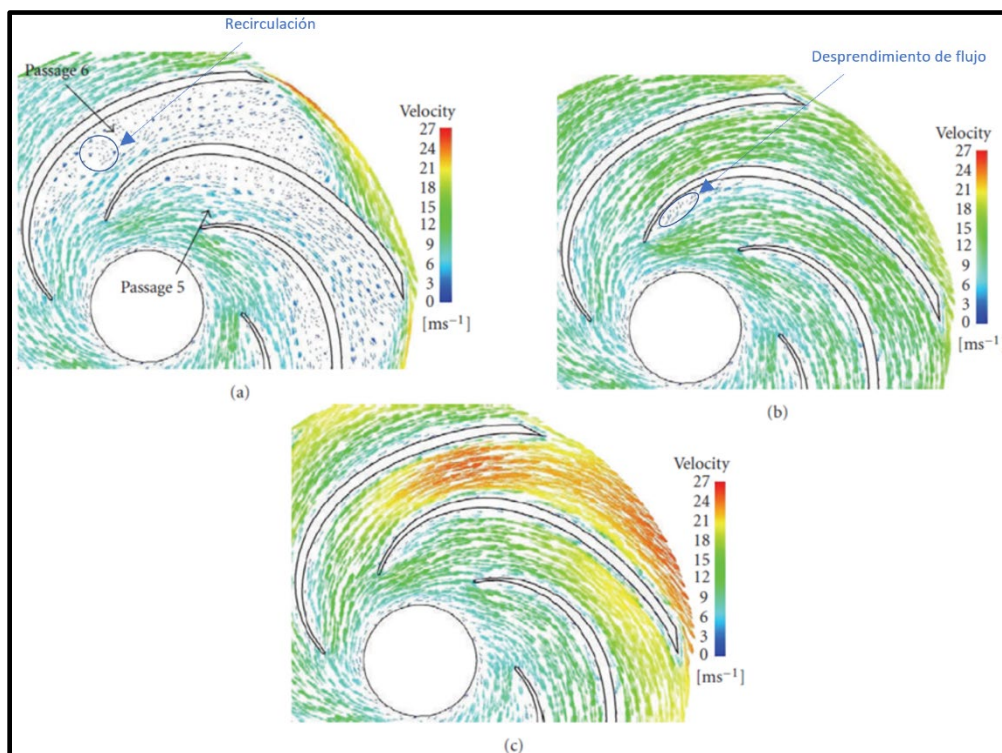 Recirculación
Passage 6
Velocity
27
24
21
18
15
12
9
6
3
0
[ms⁻¹]
Passage 5
(a)
Desprendimiento de flujo
Velocity
27
24
21
18
15
12
9
6
3
0
[ms⁻¹]
(b)
Velocity
27
24
21
18
15
12
9
6
3
0
[ms⁻¹]
(c)